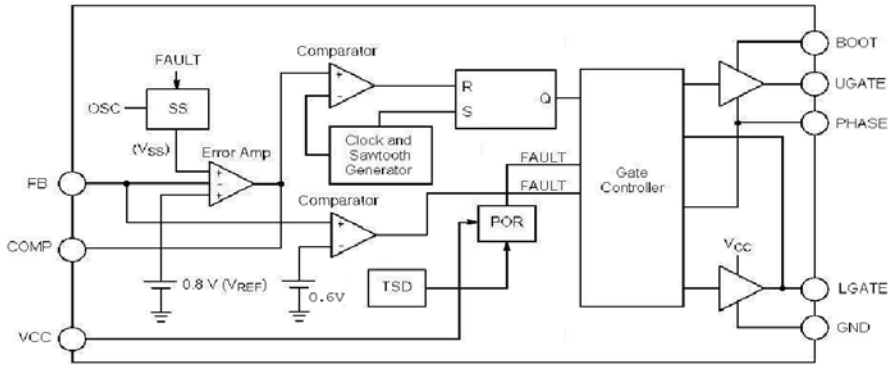 BOOT
Comparator
FAULT
UGATE
R
OSC
SS
Q
S
PHASE
(VSS)
Clock and
Sawtooth
Generator
Error Amp
FAULT
Gate
Controller
FB
FAULT
Comparator
POR
COMP
VCC
0.8 V (VREF)
0.6V
TSD
LGATE
VCC
GND